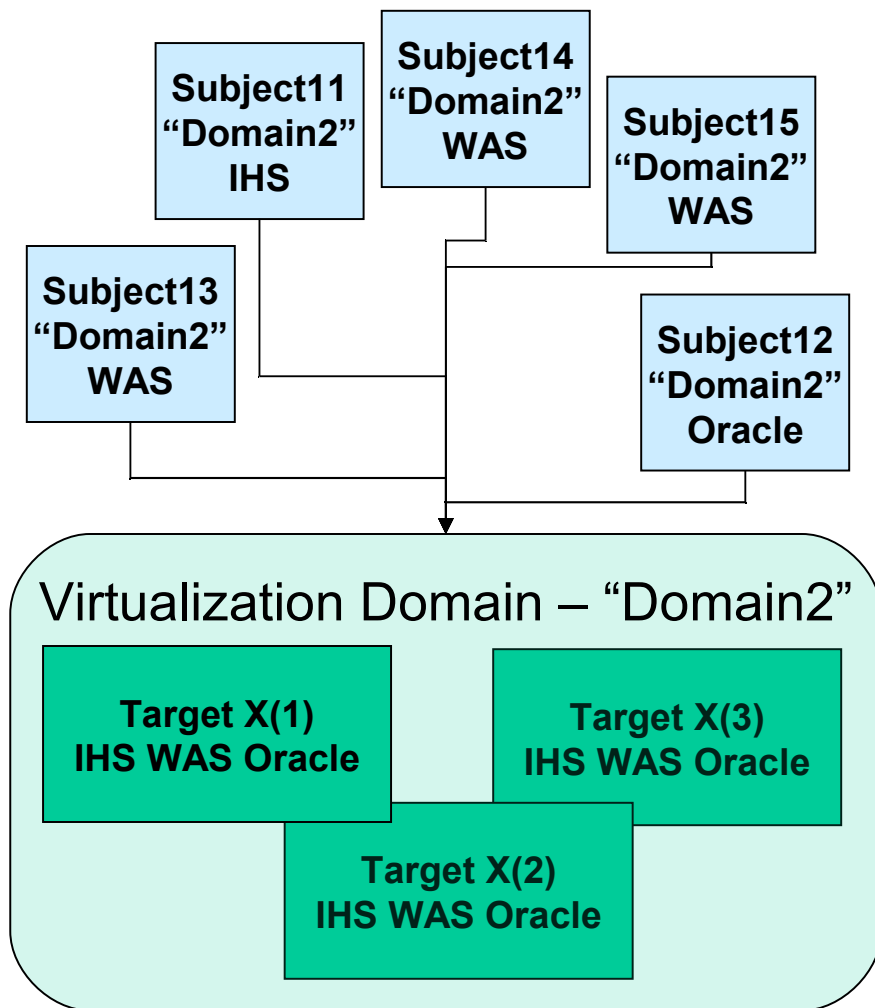 Subject14
“Domain2”
WAS
Subject11
“Domain2”
IHS
Subject15
“Domain2”
WAS
Subject13
“Domain2”
WAS
Subject12
“Domain2”
Oracle
Virtualization Domain – “Domain2”
Target X(1)
IHS WAS Oracle
Target X(3)
IHS WAS Oracle
Target X(2)
IHS WAS Oracle